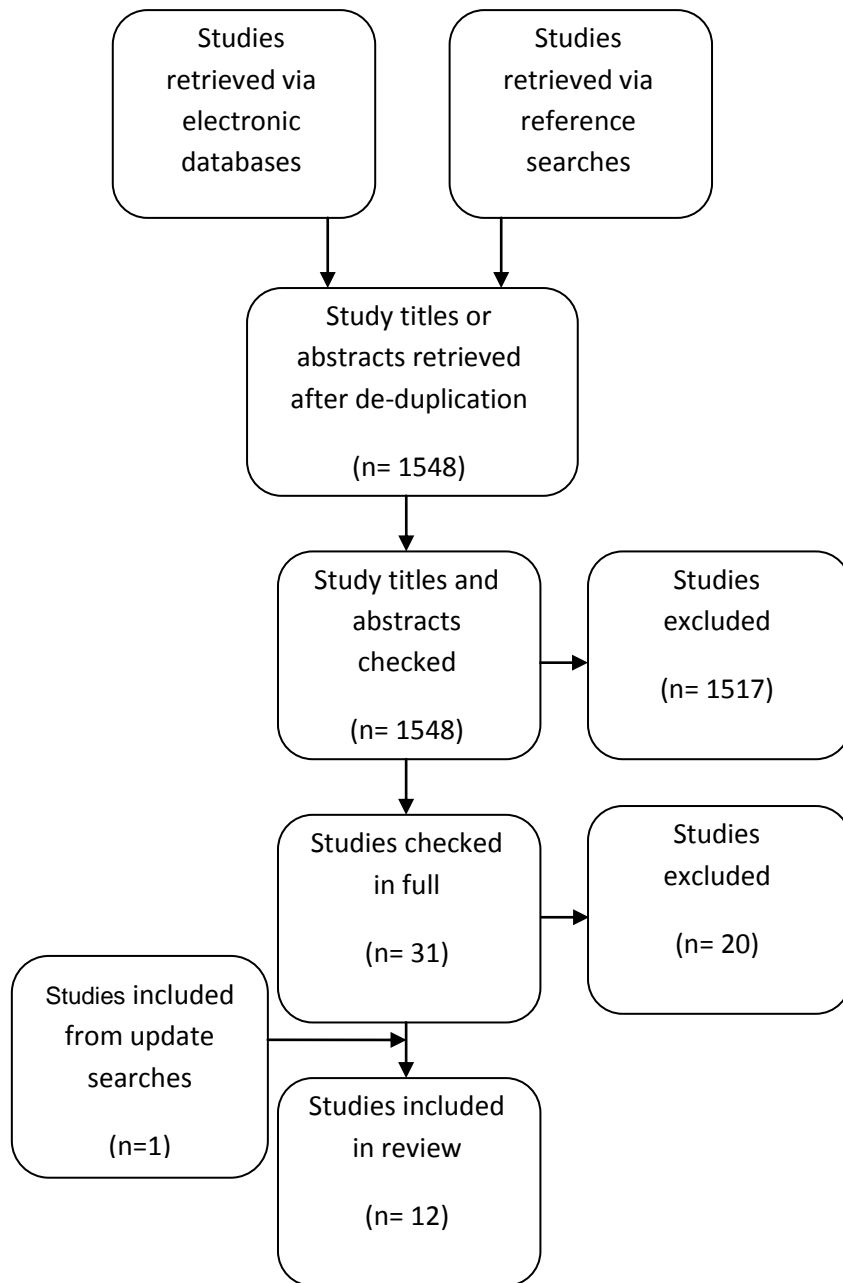 Studies
retrieved via
electronic
databases
Studies
retrieved via
reference
searches
Study titles or
abstracts retrieved
after de-duplication
(n= 1548)
Study titles and
abstracts
checked
(n= 1548)
Studies
excluded
(n= 1517)
Studies checked
in full
(n= 31)
Studies
excluded
(n= 20)
Studies included
from update
searches
(n=1)
Studies included
in review
(n= 12)